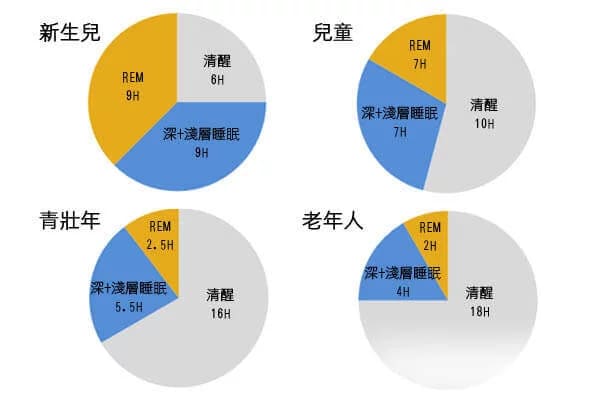 新生兒
清醒
6H
REM
9H
深+淺層睡眠
9H
兒童
REM
7H
清醒
10H
深+淺層睡眠
7H
青壯年
REM
2.5H
深+淺層睡眠
5.5H
清醒
16H
老年人
REM
2H
深+淺層睡眠
4H
清醒
18H